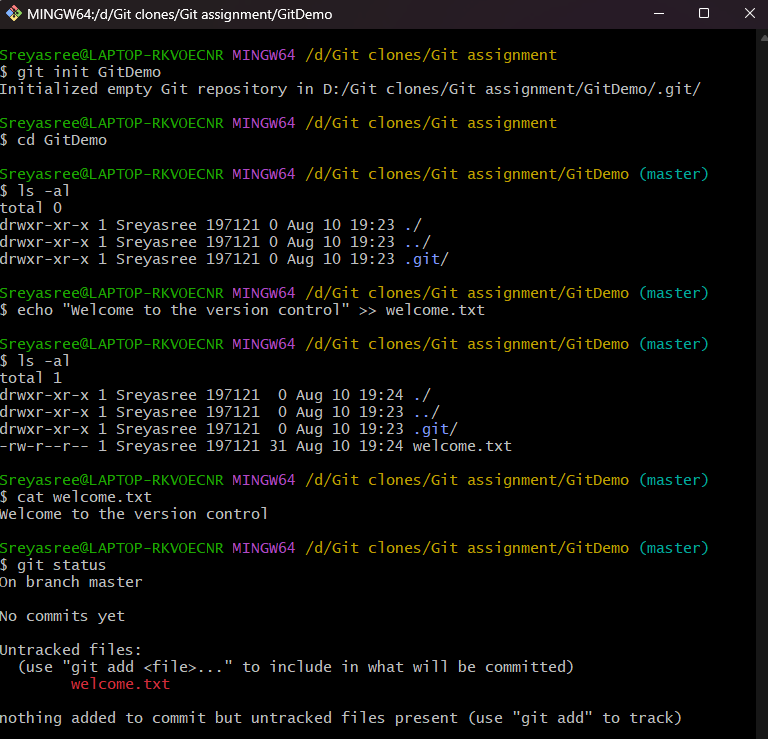 MINGW64:/d/Git clones/Git assignment/GitDemo
Sreyasree@LAPTOP-RKVOECNR MINGW64 /d/Git clones/Git assignment
$ git init GitDemo
Initialized empty Git repository in D:/Git clones/Git assignment/GitDemo/.git/
Sreyasree@LAPTOP-RKVOECNR MINGW64 /d/Git clones/Git assignment
$ cd GitDemo
Sreyasree@LAPTOP-RKVOECNR MINGW64 /d/Git clones/Git assignment/GitDemo (master)
$ ls -al
total 0
drwxr-xr-x 1 Sreyasree 197121 0 Aug 10 19:23 ./
drwxr-xr-x 1 Sreyasree 197121 0 Aug 10 19:23 ../
drwxr-xr-x 1 Sreyasree 197121 0 Aug 10 19:23 .git/
Sreyasree@LAPTOP-RKVOECNR MINGW64 /d/Git clones/Git assignment/GitDemo (master)
$ echo "Welcome to the version control" >> welcome.txt
Sreyasree@LAPTOP-RKVOECNR MINGW64 /d/Git clones/Git assignment/GitDemo (master)
$ ls -al
total 1
drwxr-xr-x 1 Sreyasree 197121  0 Aug 10 19:24 ./
drwxr-xr-x 1 Sreyasree 197121  0 Aug 10 19:23 ../
drwxr-xr-x 1 Sreyasree 197121  0 Aug 10 19:23 .git/
-rw-r--r-- 1 Sreyasree 197121 31 Aug 10 19:24 welcome.txt
Sreyasree@LAPTOP-RKVOECNR MINGW64 /d/Git clones/Git assignment/GitDemo (master)
$ cat welcome.txt
Welcome to the version control
Sreyasree@LAPTOP-RKVOECNR MINGW64 /d/Git clones/Git assignment/GitDemo (master)
$ git status
On branch master
No commits yet
Untracked files:
  (use "git add <file>..." to include in what will be committed)
        welcome.txt
nothing added to commit but untracked files present (use "git add" to track)